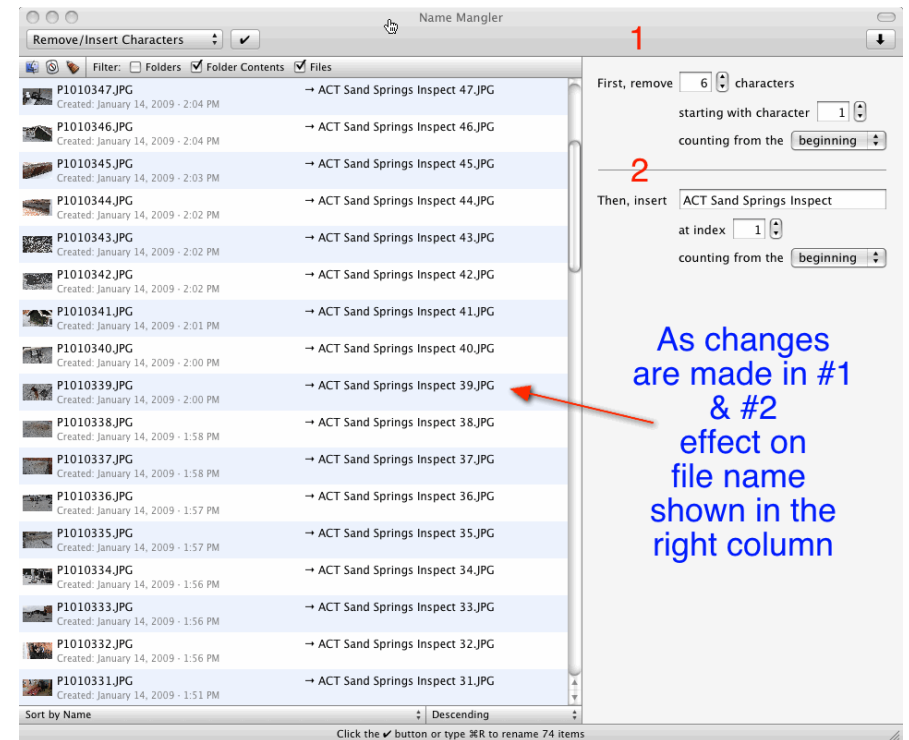 Name Mangler
Remove/Insert Characters
1
Filter: Folders Folder Contents Files
P1010347.JPG → ACT Sand Springs Inspect 47.JPG
Created: January 14, 2009 - 2:04 PM
P1010346.JPG → ACT Sand Springs Inspect 46.JPG
Created: January 14, 2009 - 2:04 PM
P1010345.JPG → ACT Sand Springs Inspect 45.JPG
Created: January 14, 2009 - 2:03 PM
P1010344.JPG → ACT Sand Springs Inspect 44.JPG
Created: January 14, 2009 - 2:02 PM
P1010343.JPG → ACT Sand Springs Inspect 43.JPG
Created: January 14, 2009 - 2:02 PM
P1010342.JPG → ACT Sand Springs Inspect 42.JPG
Created: January 14, 2009 - 2:02 PM
P1010341.JPG → ACT Sand Springs Inspect 41.JPG
Created: January 14, 2009 - 2:01 PM
P1010340.JPG → ACT Sand Springs Inspect 40.JPG
Created: January 14, 2009 - 2:00 PM
P1010339.JPG → ACT Sand Springs Inspect 39.JPG
Created: January 14, 2009 - 2:00 PM
P1010338.JPG → ACT Sand Springs Inspect 38.JPG
Created: January 14, 2009 - 1:58 PM
P1010337.JPG → ACT Sand Springs Inspect 37.JPG
Created: January 14, 2009 - 1:58 PM
P1010336.JPG → ACT Sand Springs Inspect 36.JPG
Created: January 14, 2009 - 1:57 PM
P1010335.JPG → ACT Sand Springs Inspect 35.JPG
Created: January 14, 2009 - 1:57 PM
P1010334.JPG → ACT Sand Springs Inspect 34.JPG
Created: January 14, 2009 - 1:56 PM
P1010333.JPG → ACT Sand Springs Inspect 33.JPG
Created: January 14, 2009 - 1:56 PM
P1010332.JPG → ACT Sand Springs Inspect 32.JPG
Created: January 14, 2009 - 1:56 PM
P1010331.JPG → ACT Sand Springs Inspect 31.JPG
Created: January 14, 2009 - 1:51 PM
Sort by Name Descending
First, remove 6 characters
starting with character 1
counting from the beginning
2
Then, insert ACT Sand Springs Inspect
at index 1
counting from the beginning
As changes
are made in #1
& #2
effect on
file name
shown in the
right column
Click the ✔ button or type ⌘R to rename 74 items